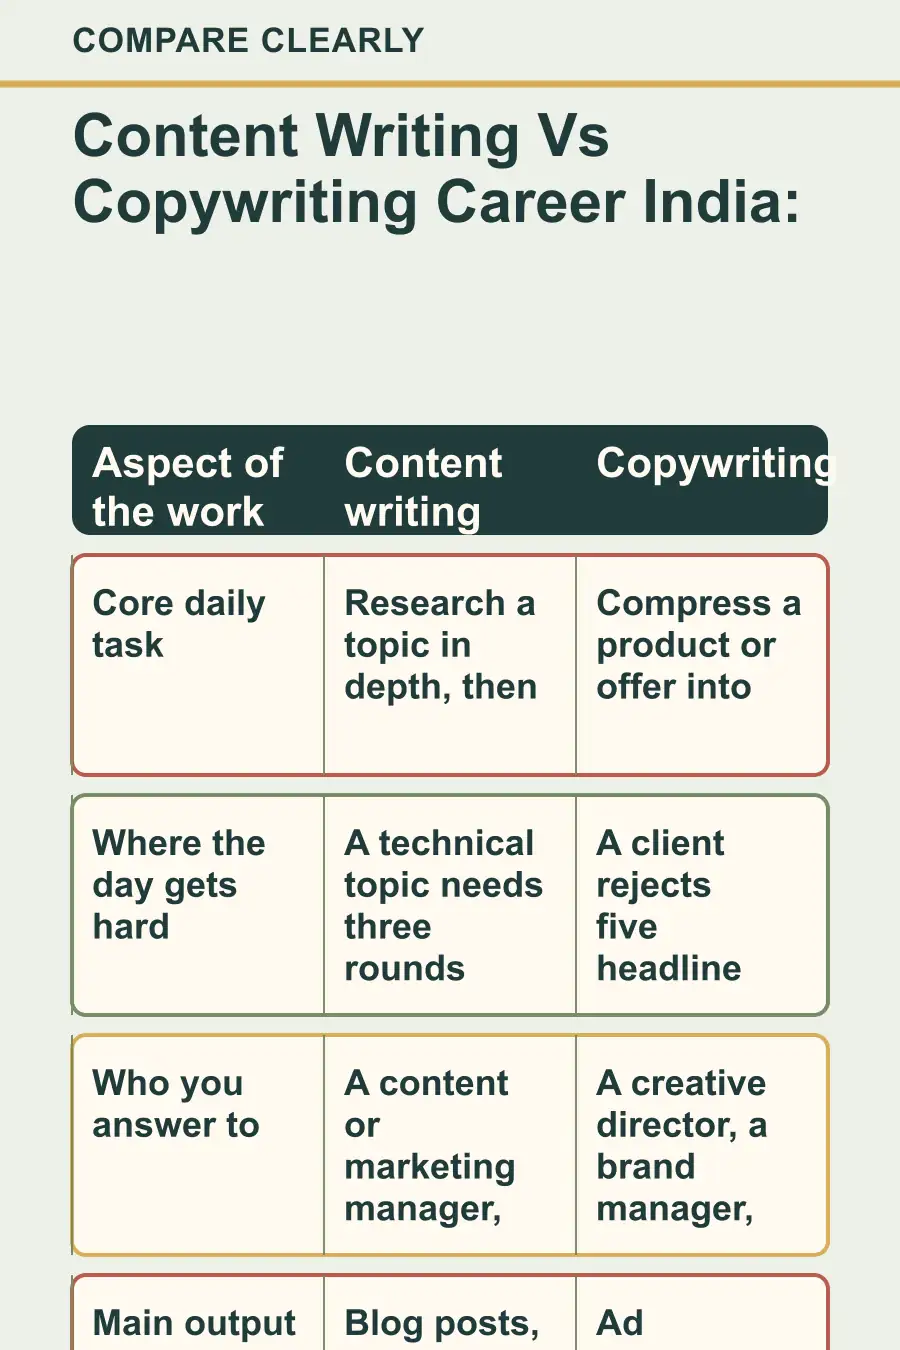 COMPARE CLEARLY
Content Writing Vs
Copywriting Career India:
Aspect of
the work
Content
writing
Copywriting
Core daily
task
Research a
topic in
depth, then
Compress a
product or
offer into
Where the
day gets
hard
A technical
topic needs
three
rounds
A client
rejects
five
headline
Who you
answer to
A content
or
marketing
manager,
A creative
director, a
brand
manager,
Main output
Blog posts,
Ad